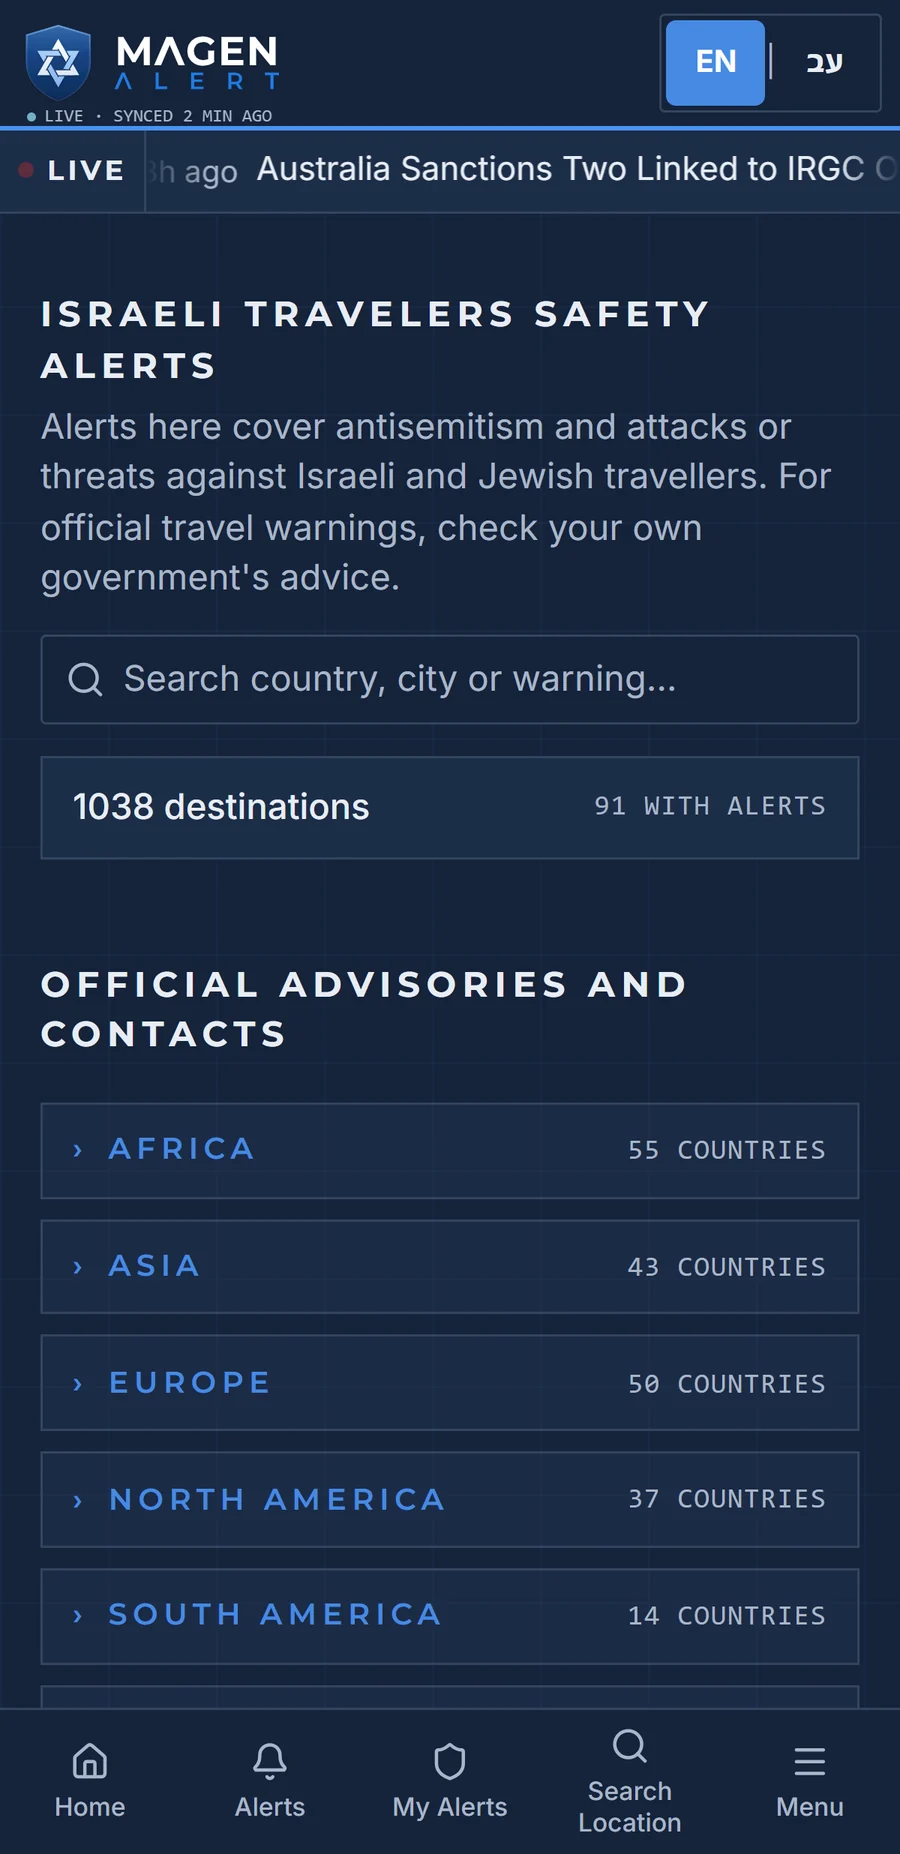 MAGEN
ALERT
LIVE · SYNCED 2 MIN AGO
EN | עב
LIVE
3h ago Australia Sanctions Two Linked to IRGC
ISRAELI TRAVELERS SAFETY
ALERTS
Alerts here cover antisemitism and attacks or
threats against Israeli and Jewish travellers. For
official travel warnings, check your own
government's advice.
Search country, city or warning...
1038 destinations
91 WITH ALERTS
OFFICIAL ADVISORIES AND
CONTACTS
› AFRICA
55 COUNTRIES
› ASIA
43 COUNTRIES
› EUROPE
50 COUNTRIES
› NORTH AMERICA
37 COUNTRIES
› SOUTH AMERICA
14 COUNTRIES
Home
Alerts
My Alerts
Search
Location
Menu